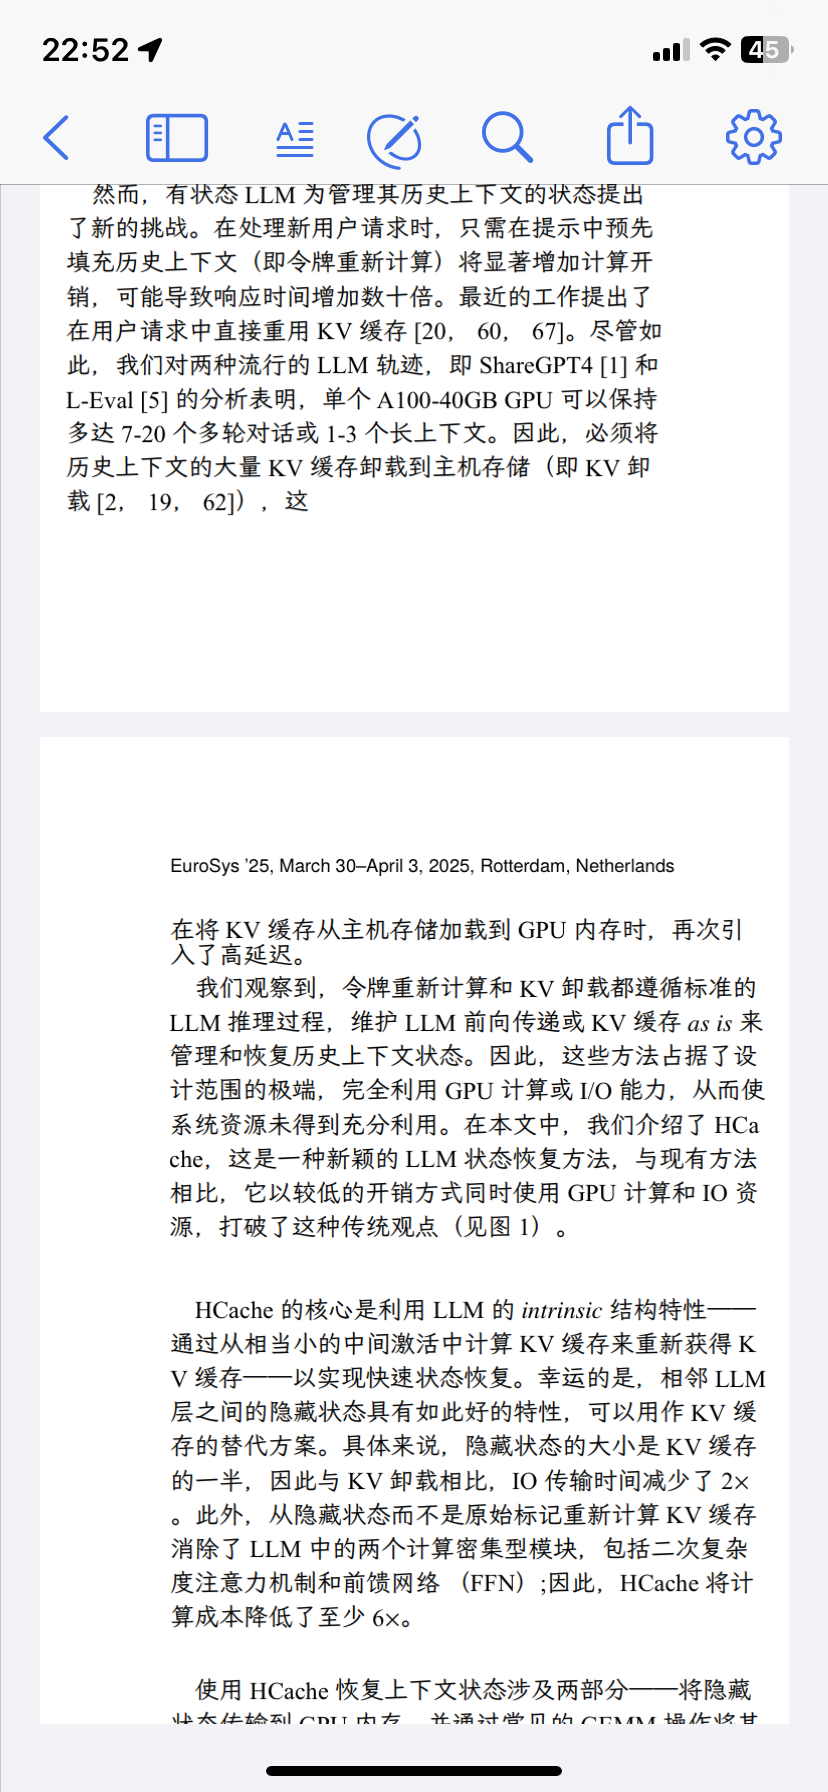 22:52
45
然而，有状态 LLM 为管理其历史上下文的状态提出
了新的挑战。在处理新用户请求时，只需在提示中预先
填充历史上下文（即令牌重新计算）将显著增加计算开
销，可能导致响应时间增加数十倍。最近的工作提出了
在用户请求中直接重用 KV 缓存 [20， 60， 67]。尽管如
此，我们对两种流行的 LLM 轨迹，即 ShareGPT4 [1] 和
L-Eval [5] 的分析表明，单个 A100-40GB GPU 可以保持
多达 7-20 个多轮对话或 1-3 个长上下文。因此，必须将
历史上下文的大量 KV 缓存卸载到主机存储（即 KV 卸
载 [2， 19， 62]），这
EuroSys ’25, March 30–April 3, 2025, Rotterdam, Netherlands
在将 KV 缓存从主机存储加载到 GPU 内存时，再次引
入了高延迟。
我们观察到，令牌重新计算和 KV 卸载都遵循标准的
LLM 推理过程，维护 LLM 前向传递或 KV 缓存 as is 来
管理和恢复历史上下文状态。因此，这些方法占据了设
计范围的极端，完全利用 GPU 计算或 I/O 能力，从而使
系统资源未得到充分利用。在本文中，我们介绍了 HCa
che，这是一种新颖的 LLM 状态恢复方法，与现有方法
相比，它以较低的开销方式同时使用 GPU 计算和 IO 资
源，打破了这种传统观点（见图 1）。
HCache 的核心是利用 LLM 的 intrinsic 结构特性——
通过从相当小的中间激活中计算 KV 缓存来重新获得 K
V 缓存——以实现快速状态恢复。幸运的是，相邻 LLM
层之间的隐藏状态具有如此好的特性，可以用作 KV 缓
存的替代方案。具体来说，隐藏状态的大小是 KV 缓存
的一半，因此与 KV 卸载相比，IO 传输时间减少了 2×
。此外，从隐藏状态而不是原始标记重新计算 KV 缓存
消除了 LLM 中的两个计算密集型模块，包括二次复杂
度注意力机制和前馈网络 （FFN）;因此，HCache 将计
算成本降低了至少 6×。
使用 HCache 恢复上下文状态涉及两部分——将隐藏
状态传输到 GPU 内存，并通过常见的 GEMM 操作将其